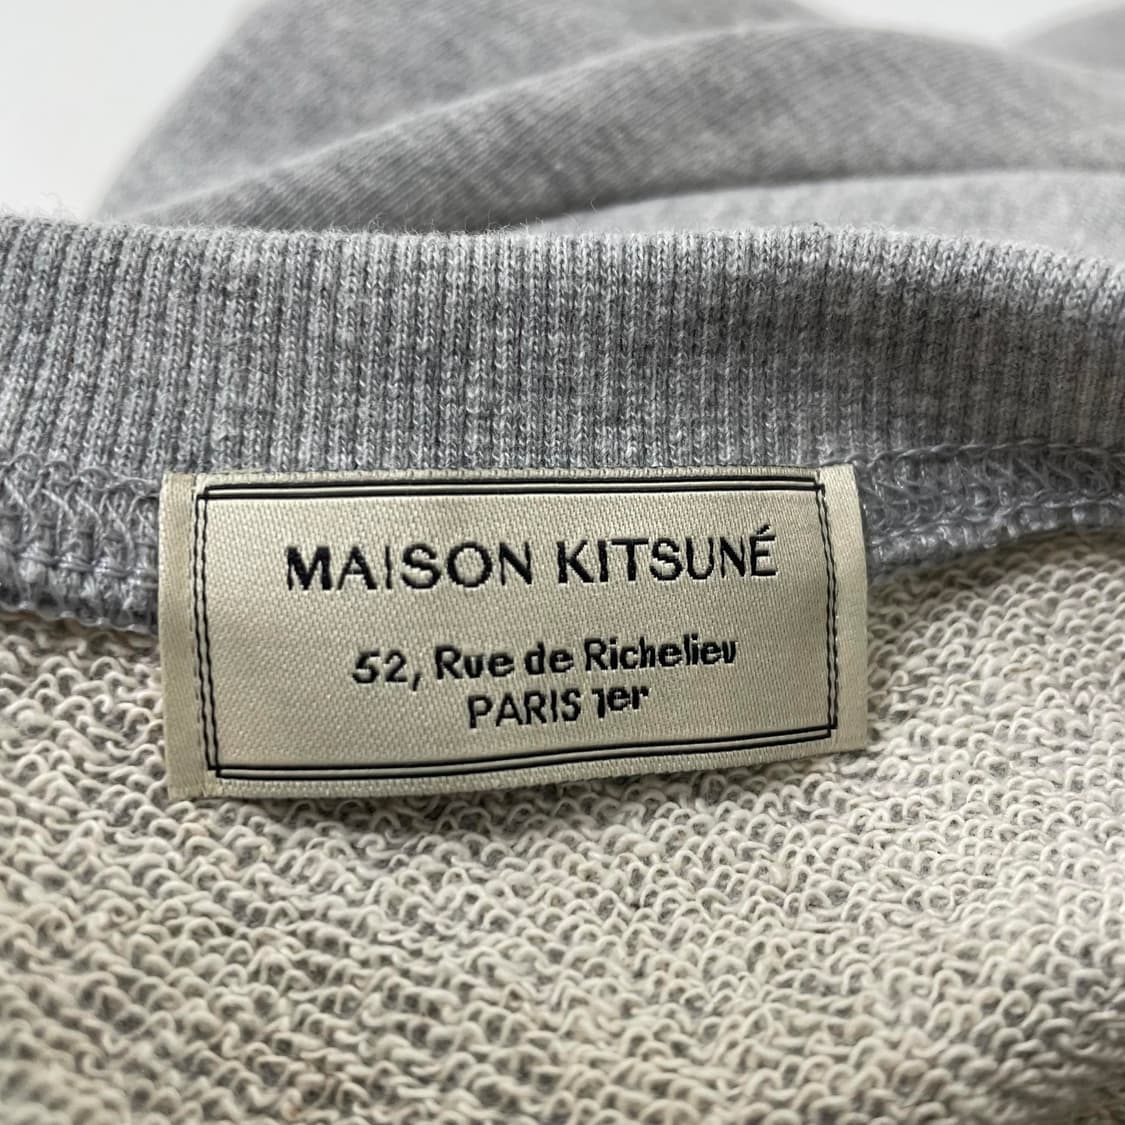 MAISON KITSUNÉ
52, Rue de Richelieu
PARIS 1er